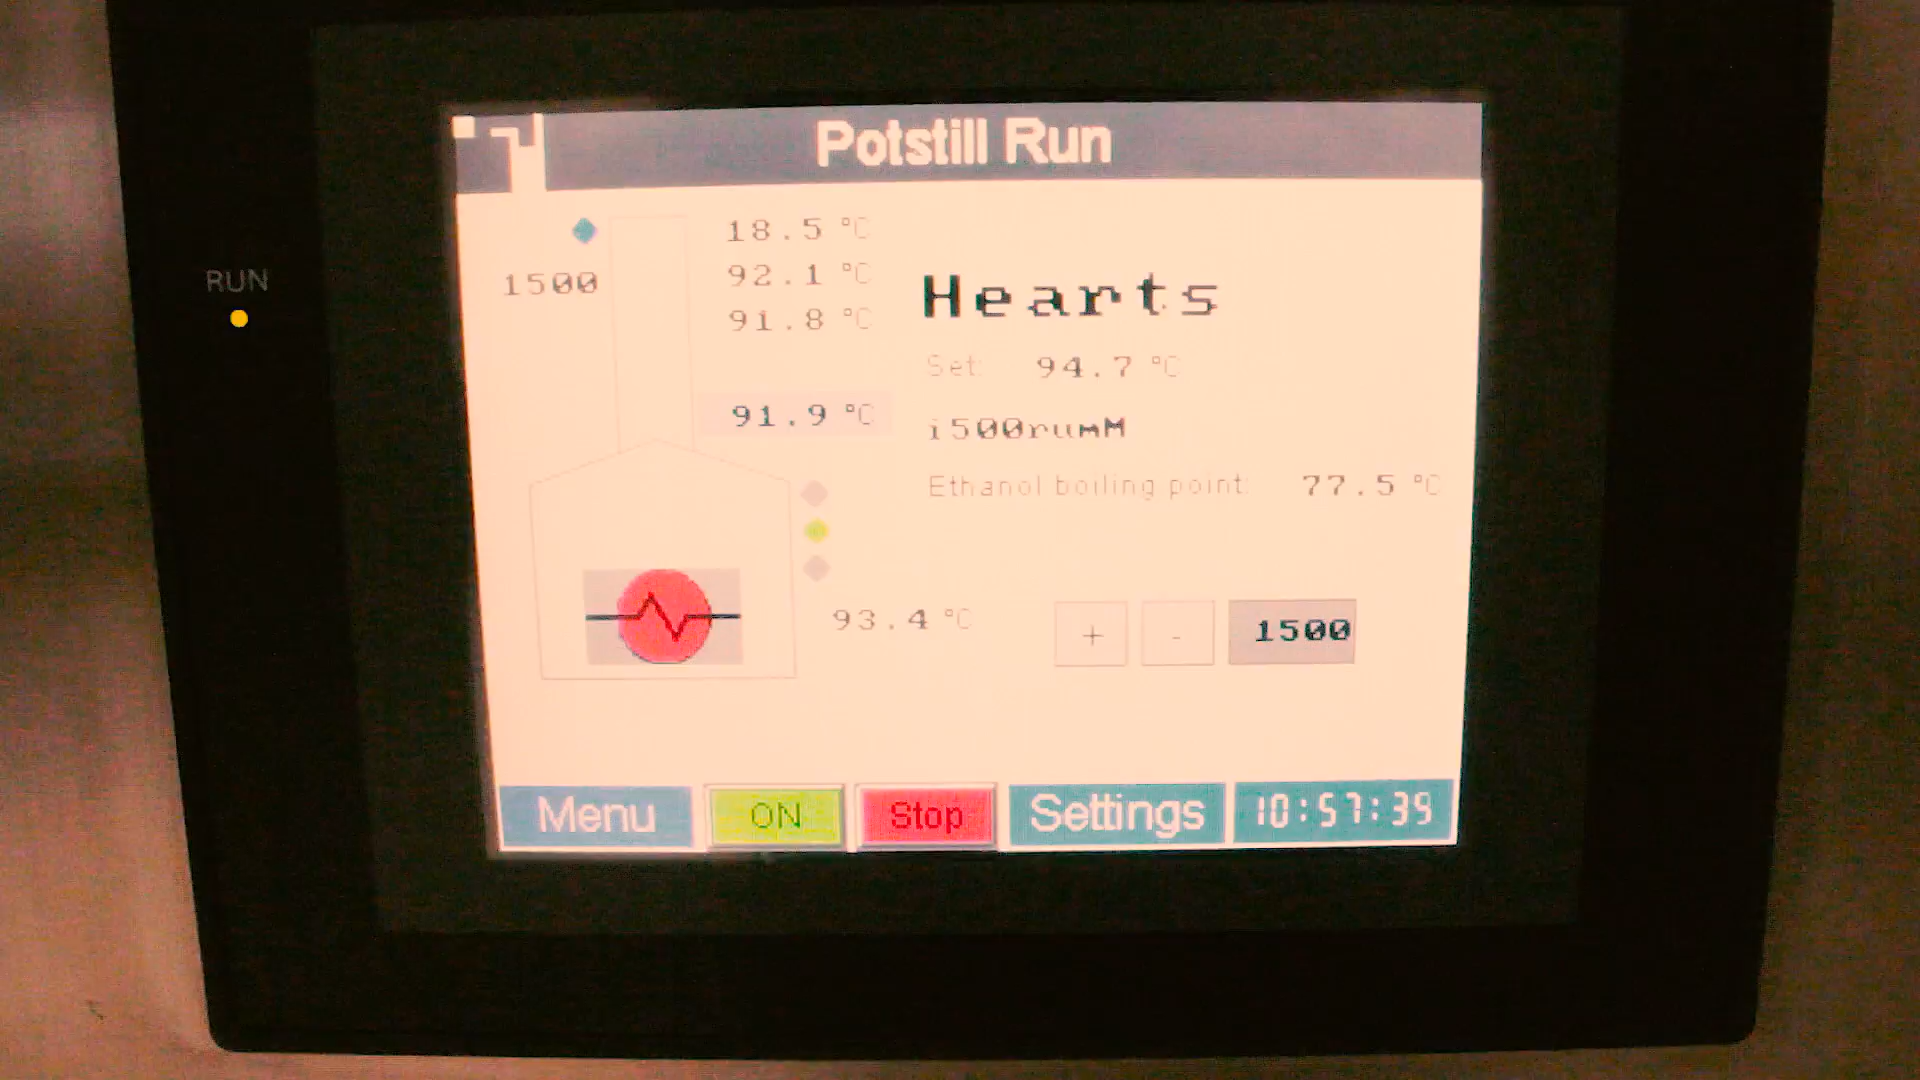 Potstill Run
RUN
18.5 °C
92.1 °C
1500
91.8 °C
Hearts
Set: 94.7 °C
91.9 °C
i500rumM
Ethanol boiling point: 77.5 °C
93.4 °C
+ - 1500
Menu ON Stop Settings 10:57:39